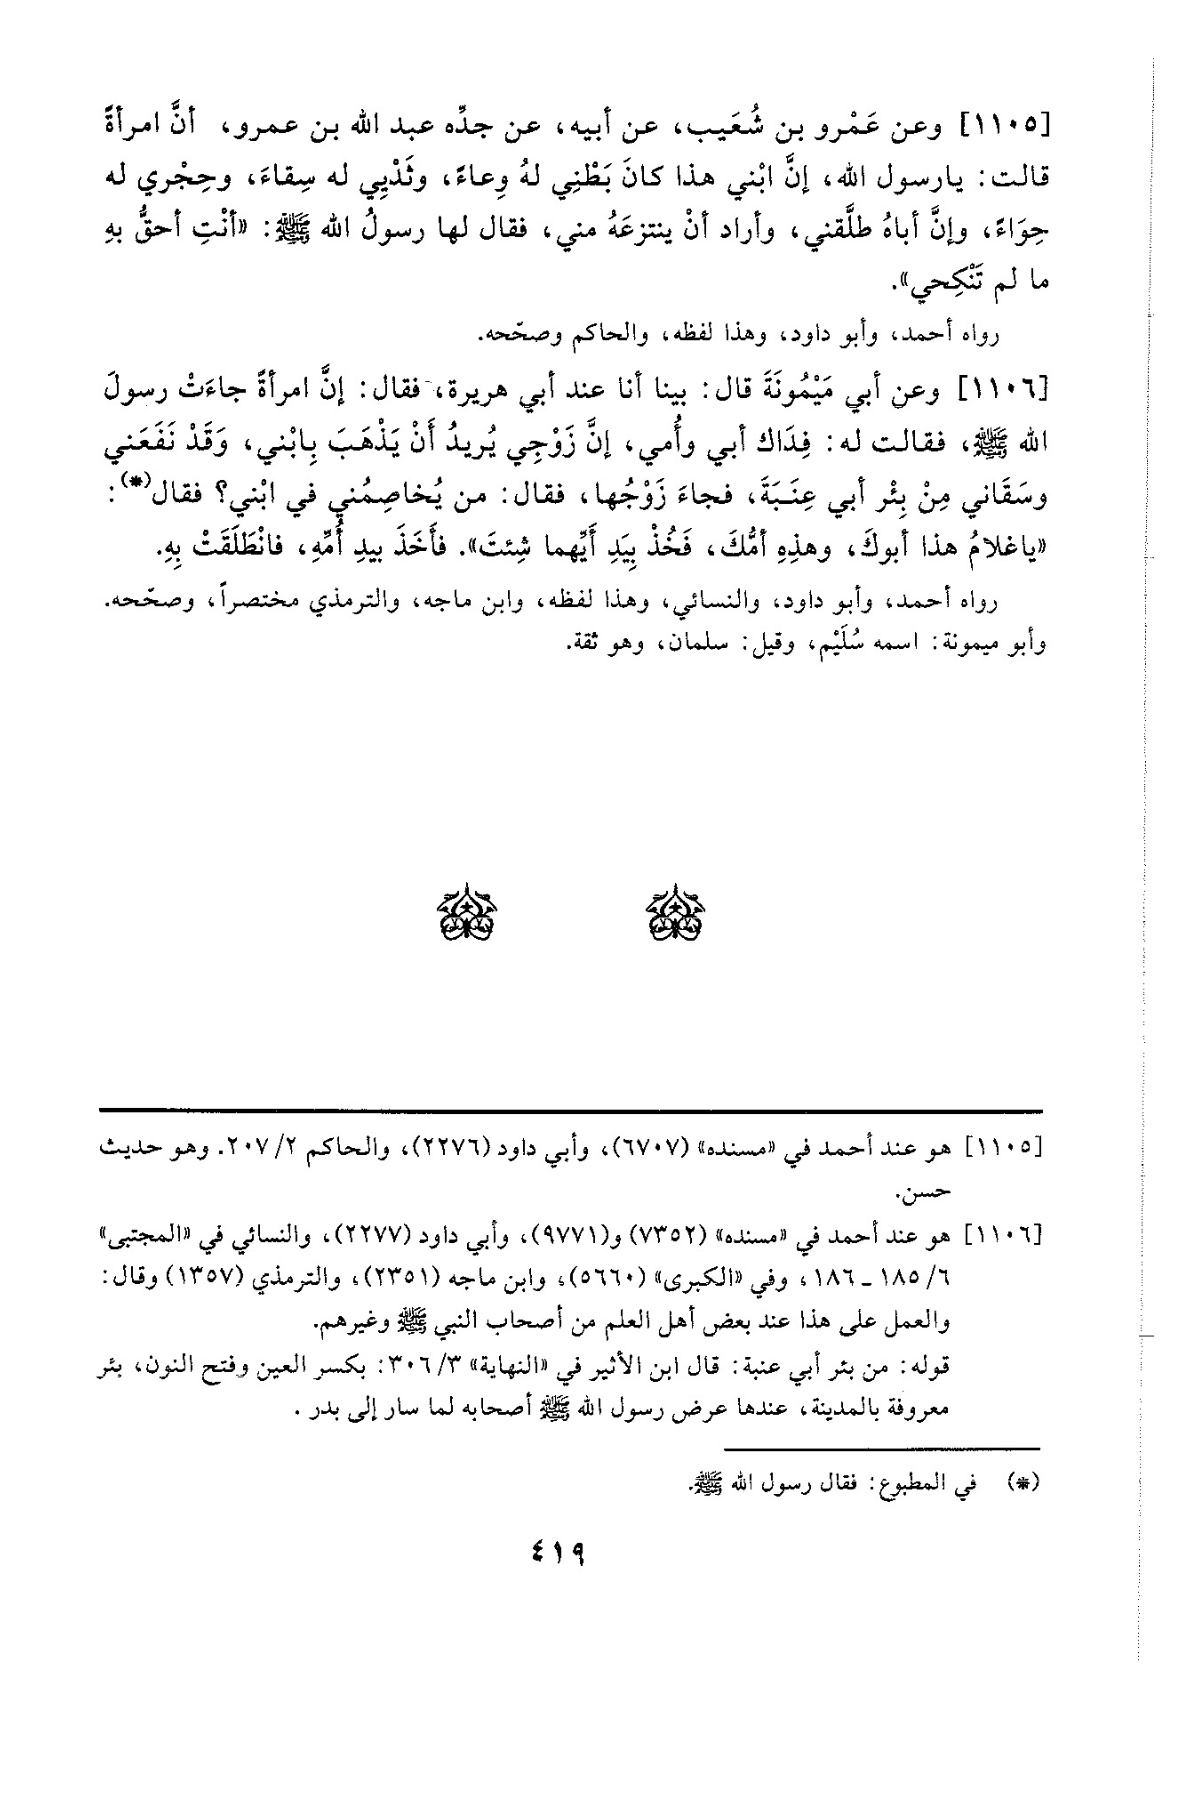 [١١٠٥] وعن عَمْرو بن شُعَيب، عن أبيه، عن جدِّه عبد الله بن عمرو، أنَّ امرأةً
قالت: يارسول الله، إنَّ ابْني هذا كانَ بَطْنِي لهُ وِعاءً، وثَدْيِي له سِقاءَ، وحِجْري له
حِوَاءً، وإنَّ أباهُ طلَّقني، وأراد أنْ ينتزعَهُ مني، فقال لها رسولُ الله ﷺ: «أنْتِ أحقُّ بهِ
ما لم تَنْكِحي».
رواه أحمد، وأبو داود، وهذا لفظه، والحاكم وصحّحه.
[١١٠٦] وعن أبي مَيْمُونَةَ قال: بينا أنا عند أبي هريرة، فقال: إنَّ امرأةً جاءَتْ رسولَ
الله ﷺ، فقالت له: فِدَاك أبي وأُمي، إنَّ زَوْجِي يُريدُ أَنْ يَذْهَبَ بِابْني، وَقَدْ نَفَعَني
وسَقَاني مِنْ بِئْر أبي عِنَبَةَ، فجاءَ زَوْجُها، فقال: من يُخاصِمُني في ابْني؟ فقال(*):
«ياغلامُ هذا أبوكَ، وهذِهِ أمُّكَ، فَخُذْ بِيَدِ أَيِّهما شِئتَ». فأَخَذَ بيدِ أُمِّهِ، فانْطَلَقَتْ بِهِ.
رواه أحمد، وأبو داود، والنسائي، وهذا لفظه، وابن ماجه، والترمذي مختصراً، وصحّحه.
وأبو ميمونة: اسمه سُلَيْم، وقيل: سلمان، وهو ثقة.
[١١٠٥] هو عند أحمد في «مسنده» (٦٧٠٧)، وأبي داود (٢٢٧٦)، والحاكم ٢/ ٢٠٧. وهو حديث
حسن.
[١١٠٦] هو عند أحمد في «مسنده» (٧٣٥٢) و(٩٧٧١)، وأبي داود (٢٢٧٧)، والنسائي في «المجتبى»
٦/ ١٨٥ ـ ١٨٦، وفي «الكبرى» (٥٦٦٠)، وابن ماجه (٢٣٥١)، والترمذي (١٣٥٧) وقال:
والعمل على هذا عند بعض أهل العلم من أصحاب النبي ﷺ وغيرهم.
قوله: من بئر أبي عنبة: قال ابن الأثير في «النهاية» ٣/ ٣٠٦: بكسر العين وفتح النون، بئر
معروفة بالمدينة، عندها عرض رسول الله ﷺ أصحابه لما سار إلى بدر .
(*) في المطبوع: فقال رسول الله ﷺ.
٤١٩